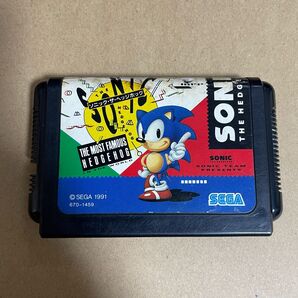 SONIC
ソニック・ザ・ヘッジホッグ
THE MOST FAMOUS
HEDGEHOG
© SEGA 1991
670-1459
SONIC
THE HEDGEHOG
SONIC
SONIC TEAM
PRESENTS
SEGA